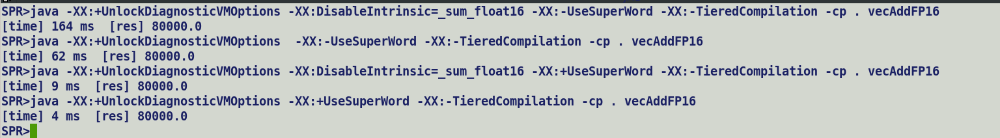 SPR>java -XX:+UnlockDiagnosticVMOptions -XX:DisableIntrinsic=_sum_float16 -XX:-UseSuperWord -XX:-TieredCompilation -cp . vecAddFP16
[time] 164 ms  [res] 80000.0
SPR>java -XX:+UnlockDiagnosticVMOptions  -XX:-UseSuperWord -XX:-TieredCompilation -cp . vecAddFP16
[time] 62 ms  [res] 80000.0
SPR>java -XX:+UnlockDiagnosticVMOptions -XX:DisableIntrinsic=_sum_float16 -XX:+UseSuperWord -XX:-TieredCompilation -cp . vecAddFP16
[time] 9 ms  [res] 80000.0
SPR>java -XX:+UnlockDiagnosticVMOptions -XX:+UseSuperWord -XX:-TieredCompilation -cp . vecAddFP16
[time] 4 ms  [res] 80000.0
SPR>